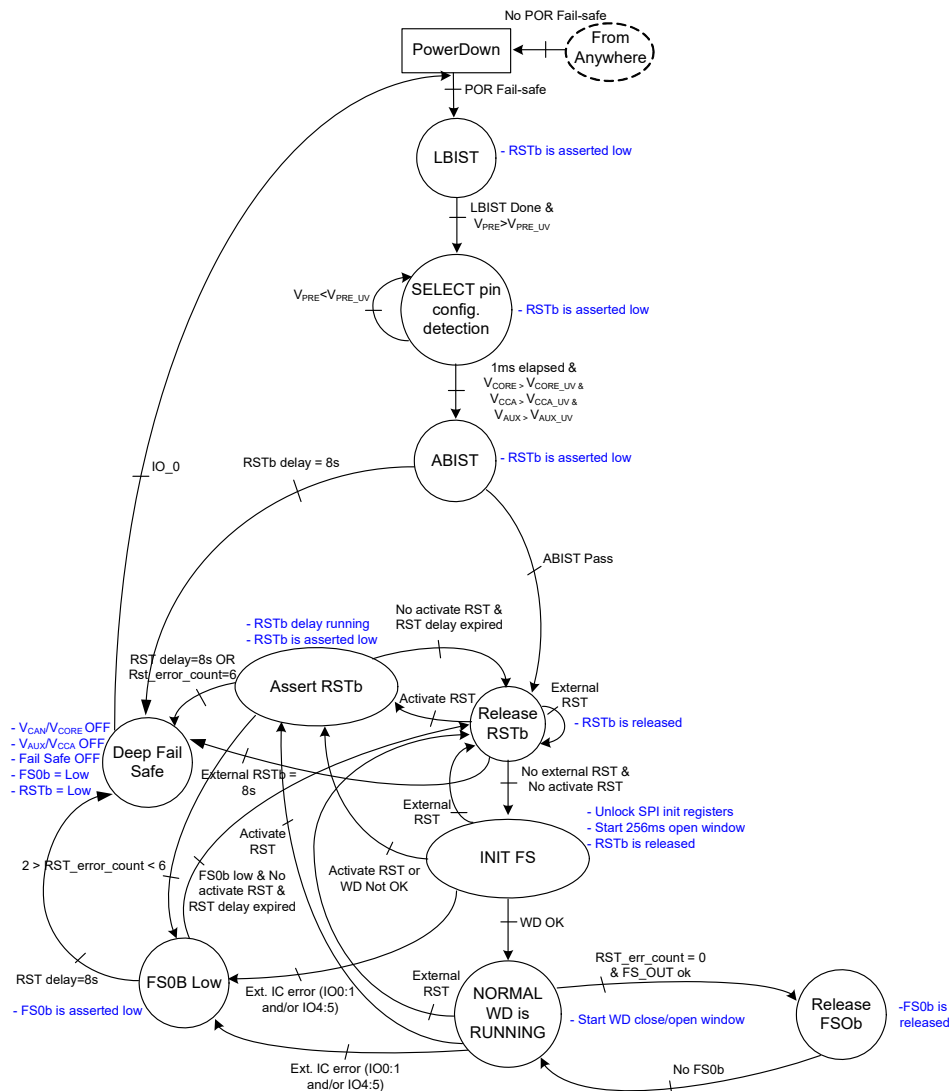 No POR Fail-safe
From
Anywhere
PowerDown
POR Fail-safe
LBIST
- RSTb is asserted low
LBIST Done &
VPRE>VPRE_UV
SELECT pin
config.
detection
VPRE<VPRE_UV
- RSTb is asserted low
1ms elapsed &
VCORE > VCORE_UV &
VCCA > VCCA_UV &
VAUX > VAUX_UV
ABIST
- RSTb is asserted low
RSTb delay = 8s
IO_0
ABIST Pass
No activate RST &
RST delay expired
- RSTb delay running
- RSTb is asserted low
RST delay=8s OR
Rst_error_count=6
Assert RSTb
Activate RST
Release
RSTb
External
RST
- RSTb is released
- VCAN/VCORE OFF
- VAUX/VCCA OFF
- Fail Safe OFF
- FS0b = Low
- RSTb = Low
Deep Fail
Safe
External RSTb =
8s
No external RST &
No activate RST
External
RST
- Unlock SPI init registers
- Start 256ms open window
- RSTb is released
INIT FS
Activate
RST
2 > RST_error_count < 6
FS0b low & No
activate RST &
RST delay expired
Activate RST or
WD Not OK
WD OK
RST delay=8s
FS0B Low
- FS0b is asserted low
Ext. IC error (IO0:1
and/or IO4:5)
External
RST
NORMAL
WD is
RUNNING
- Start WD close/open window
RST_err_count = 0
& FS_OUT ok
Release
FSOb
-FS0b is
released
No FS0b
Ext. IC error (IO0:1
and/or IO4:5)